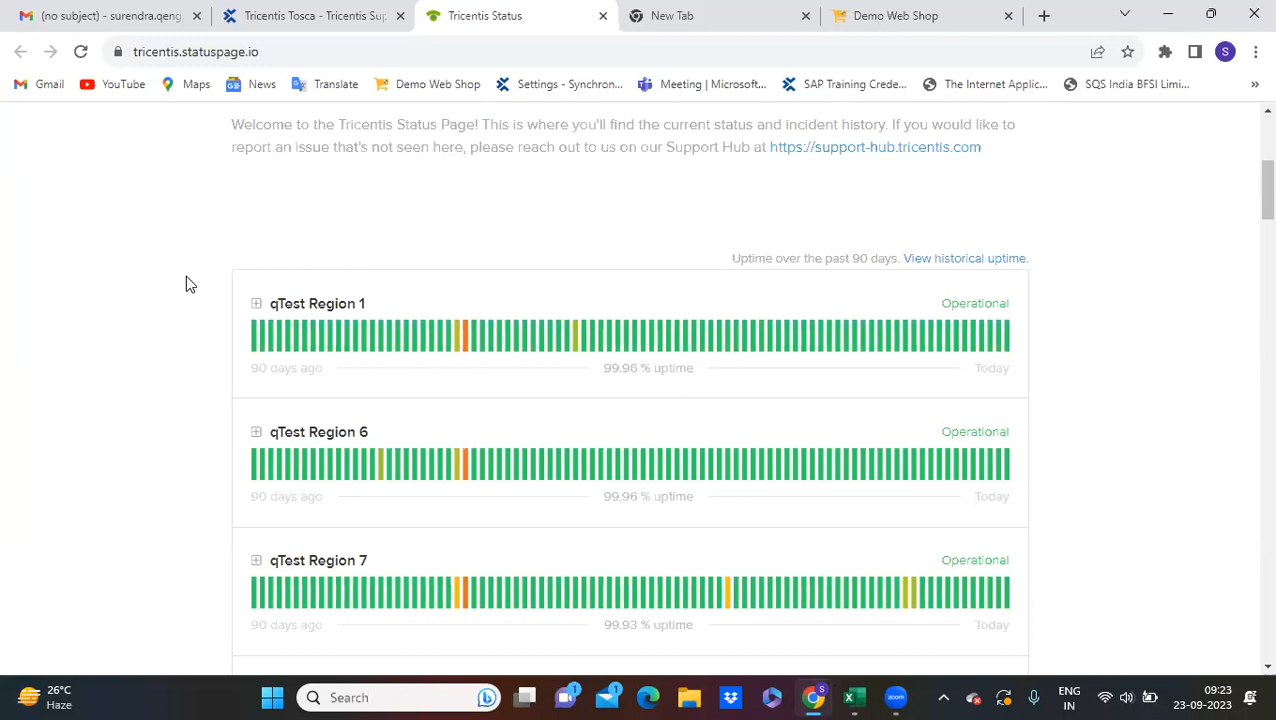 (no subject) - surendra.qeng
Tricentis Tosca - Tricentis Sup
Tricentis Status
New Tab
Demo Web Shop
tricentis.statuspage.io
S
Gmail
YouTube
Maps
News
Translate
Demo Web Shop
Settings - Synchron...
Meeting | Microsoft...
SAP Training Crede...
The Internet Applic...
SQS India BFSI Limi...
Welcome to the Tricentis Status Page! This is where you'll find the current status and incident history. If you would like to
report an issue that's not seen here, please reach out to us on our Support Hub at https://support-hub.tricentis.com
Uptime over the past 90 days. View historical uptime.
qTest Region 1 Operational
90 days ago 99.96 % uptime Today
qTest Region 6 Operational
90 days ago 99.96 % uptime Today
qTest Region 7 Operational
90 days ago 99.93 % uptime Today
26°C
Haze
Search
1
1
S
ENG
IN
09:23
23-09-2023